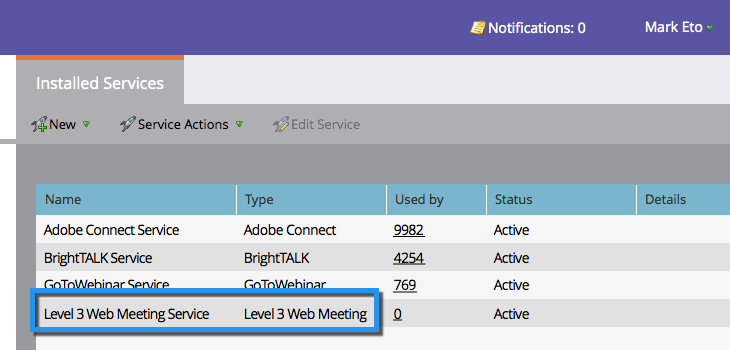 Notifications: 0 Mark Eto
Installed Services
New Service Actions Edit Service
Name Type Used by Status Details
Adobe Connect Service Adobe Connect 9982 Active
BrightTALK Service BrightTALK 4254 Active
GoToWebinar Service GoToWebinar 769 Active
Level 3 Web Meeting Service Level 3 Web Meeting 0 Active